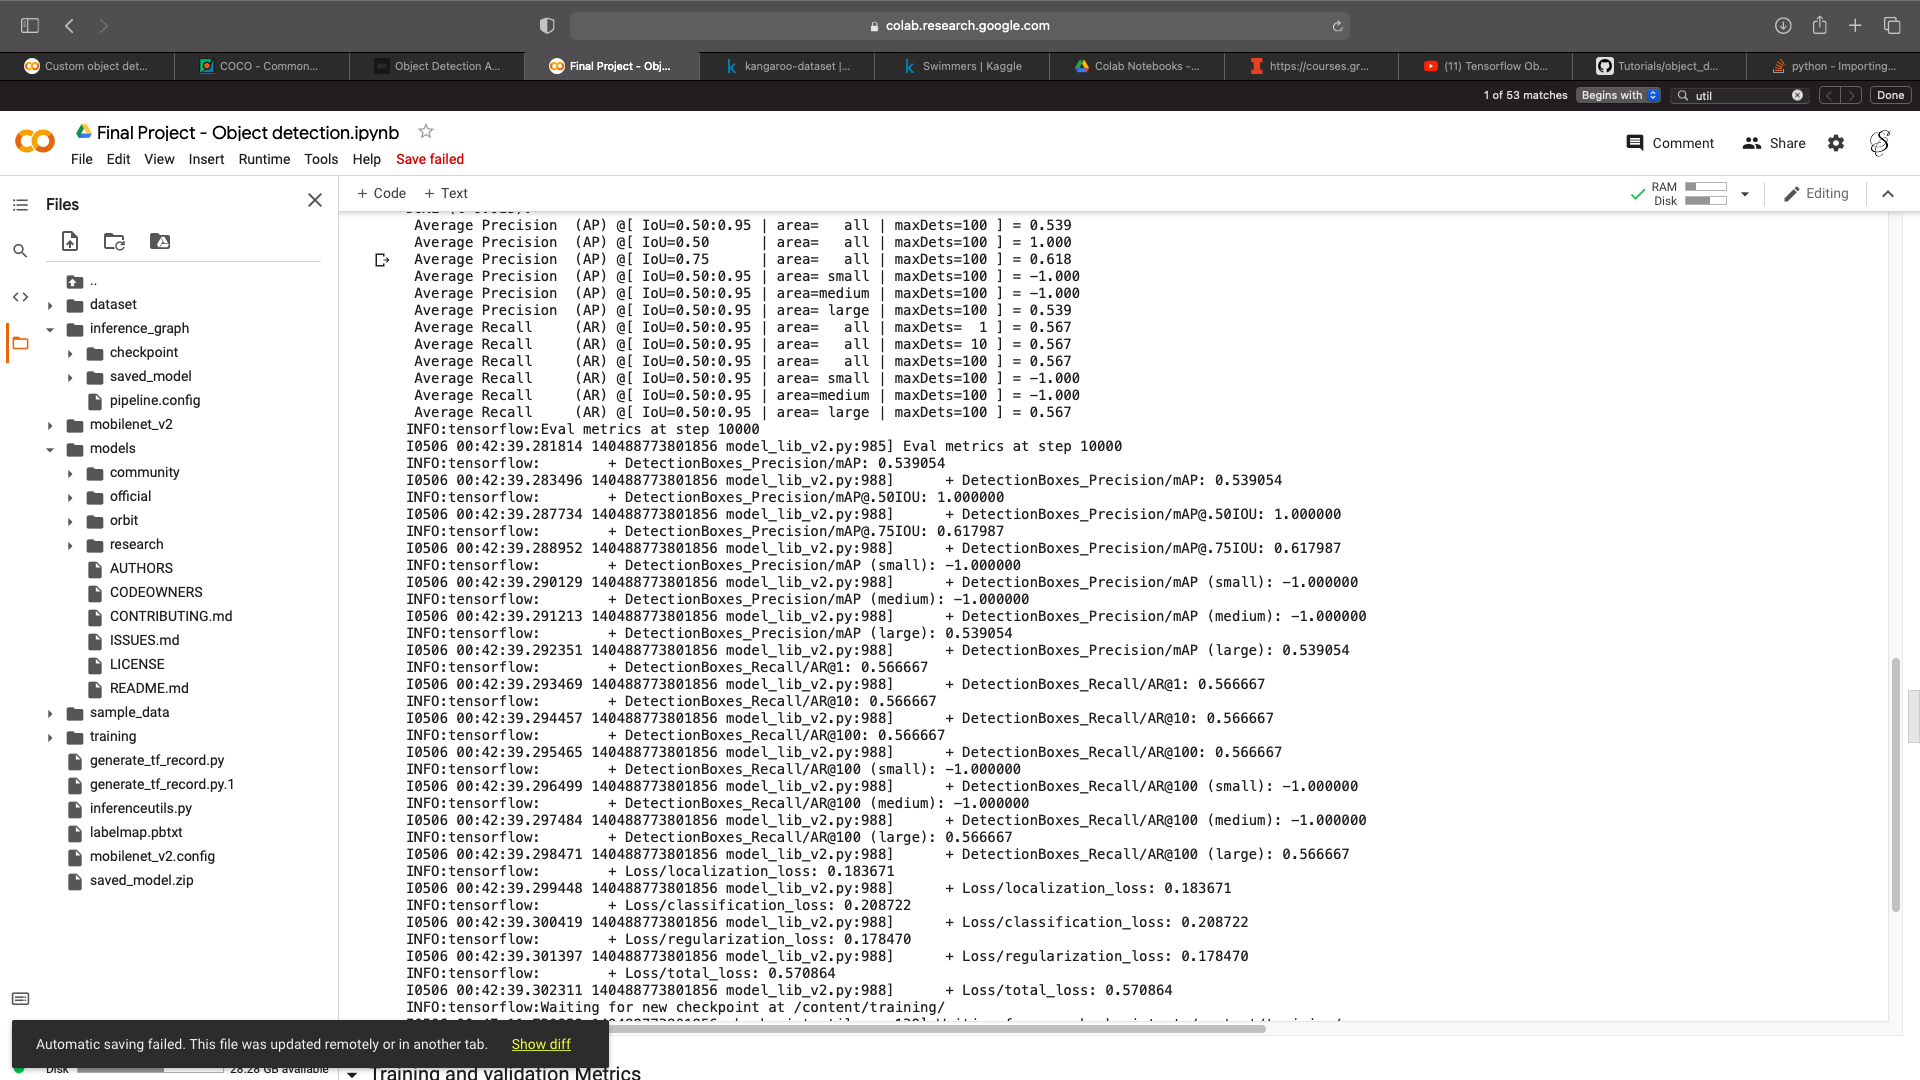 colab.research.google.com
Custom object det...
COCO - Common...
Object Detection A...
Final Project - Obj...
kangaroo-dataset |...
Swimmers | Kaggle
Colab Notebooks -...
https://courses.gr...
(11) Tensorflow Ob...
Tutorials/object_d...
python - Importing...
1 of 53 matches
Begins with
util
Done
Final Project - Object detection.ipynb
File Edit View Insert Runtime Tools Help Save failed
Comment
Share
+ Code + Text
RAM
Disk
Editing
Files
..
dataset
inference_graph
checkpoint
saved_model
pipeline.config
mobilenet_v2
models
community
official
orbit
research
AUTHORS
CODEOWNERS
CONTRIBUTING.md
ISSUES.md
LICENSE
README.md
sample_data
training
generate_tf_record.py
generate_tf_record.py.1
inferenceutils.py
labelmap.pbtxt
mobilenet_v2.config
saved_model.zip
Disk 28.28 GB available
Average Precision  (AP) @[ IoU=0.50:0.95 | area=   all | maxDets=100 ] = 0.539
Average Precision  (AP) @[ IoU=0.50      | area=   all | maxDets=100 ] = 1.000
Average Precision  (AP) @[ IoU=0.75      | area=   all | maxDets=100 ] = 0.618
Average Precision  (AP) @[ IoU=0.50:0.95 | area= small | maxDets=100 ] = -1.000
Average Precision  (AP) @[ IoU=0.50:0.95 | area=medium | maxDets=100 ] = -1.000
Average Precision  (AP) @[ IoU=0.50:0.95 | area= large | maxDets=100 ] = 0.539
Average Recall     (AR) @[ IoU=0.50:0.95 | area=   all | maxDets=  1 ] = 0.567
Average Recall     (AR) @[ IoU=0.50:0.95 | area=   all | maxDets= 10 ] = 0.567
Average Recall     (AR) @[ IoU=0.50:0.95 | area=   all | maxDets=100 ] = 0.567
Average Recall     (AR) @[ IoU=0.50:0.95 | area= small | maxDets=100 ] = -1.000
Average Recall     (AR) @[ IoU=0.50:0.95 | area=medium | maxDets=100 ] = -1.000
Average Recall     (AR) @[ IoU=0.50:0.95 | area= large | maxDets=100 ] = 0.567
INFO:tensorflow:Eval metrics at step 10000
I0506 00:42:39.281814 140488773801856 model_lib_v2.py:985] Eval metrics at step 10000
INFO:tensorflow: + DetectionBoxes_Precision/mAP: 0.539054
I0506 00:42:39.283496 140488773801856 model_lib_v2.py:988] + DetectionBoxes_Precision/mAP: 0.539054
INFO:tensorflow: + DetectionBoxes_Precision/mAP@.50IOU: 1.000000
I0506 00:42:39.287734 140488773801856 model_lib_v2.py:988] + DetectionBoxes_Precision/mAP@.50IOU: 1.000000
INFO:tensorflow: + DetectionBoxes_Precision/mAP@.75IOU: 0.617987
I0506 00:42:39.288952 140488773801856 model_lib_v2.py:988] + DetectionBoxes_Precision/mAP@.75IOU: 0.617987
INFO:tensorflow: + DetectionBoxes_Precision/mAP (small): -1.000000
I0506 00:42:39.290129 140488773801856 model_lib_v2.py:988] + DetectionBoxes_Precision/mAP (small): -1.000000
INFO:tensorflow: + DetectionBoxes_Precision/mAP (medium): -1.000000
I0506 00:42:39.291213 140488773801856 model_lib_v2.py:988] + DetectionBoxes_Precision/mAP (medium): -1.000000
INFO:tensorflow: + DetectionBoxes_Precision/mAP (large): 0.539054
I0506 00:42:39.292351 140488773801856 model_lib_v2.py:988] + DetectionBoxes_Precision/mAP (large): 0.539054
INFO:tensorflow: + DetectionBoxes_Recall/AR@1: 0.566667
I0506 00:42:39.293469 140488773801856 model_lib_v2.py:988] + DetectionBoxes_Recall/AR@1: 0.566667
INFO:tensorflow: + DetectionBoxes_Recall/AR@10: 0.566667
I0506 00:42:39.294457 140488773801856 model_lib_v2.py:988] + DetectionBoxes_Recall/AR@10: 0.566667
INFO:tensorflow: + DetectionBoxes_Recall/AR@100: 0.566667
I0506 00:42:39.295465 140488773801856 model_lib_v2.py:988] + DetectionBoxes_Recall/AR@100: 0.566667
INFO:tensorflow: + DetectionBoxes_Recall/AR@100 (small): -1.000000
I0506 00:42:39.296499 140488773801856 model_lib_v2.py:988] + DetectionBoxes_Recall/AR@100 (small): -1.000000
INFO:tensorflow: + DetectionBoxes_Recall/AR@100 (medium): -1.000000
I0506 00:42:39.297484 140488773801856 model_lib_v2.py:988] + DetectionBoxes_Recall/AR@100 (medium): -1.000000
INFO:tensorflow: + DetectionBoxes_Recall/AR@100 (large): 0.566667
I0506 00:42:39.298471 140488773801856 model_lib_v2.py:988] + DetectionBoxes_Recall/AR@100 (large): 0.566667
INFO:tensorflow: + Loss/localization_loss: 0.183671
I0506 00:42:39.299448 140488773801856 model_lib_v2.py:988] + Loss/localization_loss: 0.183671
INFO:tensorflow: + Loss/classification_loss: 0.208722
I0506 00:42:39.300419 140488773801856 model_lib_v2.py:988] + Loss/classification_loss: 0.208722
INFO:tensorflow: + Loss/regularization_loss: 0.178470
I0506 00:42:39.301397 140488773801856 model_lib_v2.py:988] + Loss/regularization_loss: 0.178470
INFO:tensorflow: + Loss/total_loss: 0.570864
I0506 00:42:39.302311 140488773801856 model_lib_v2.py:988] + Loss/total_loss: 0.570864
INFO:tensorflow:Waiting for new checkpoint at /content/training/
Automatic saving failed. This file was updated remotely or in another tab. Show diff
Training and validation Metrics